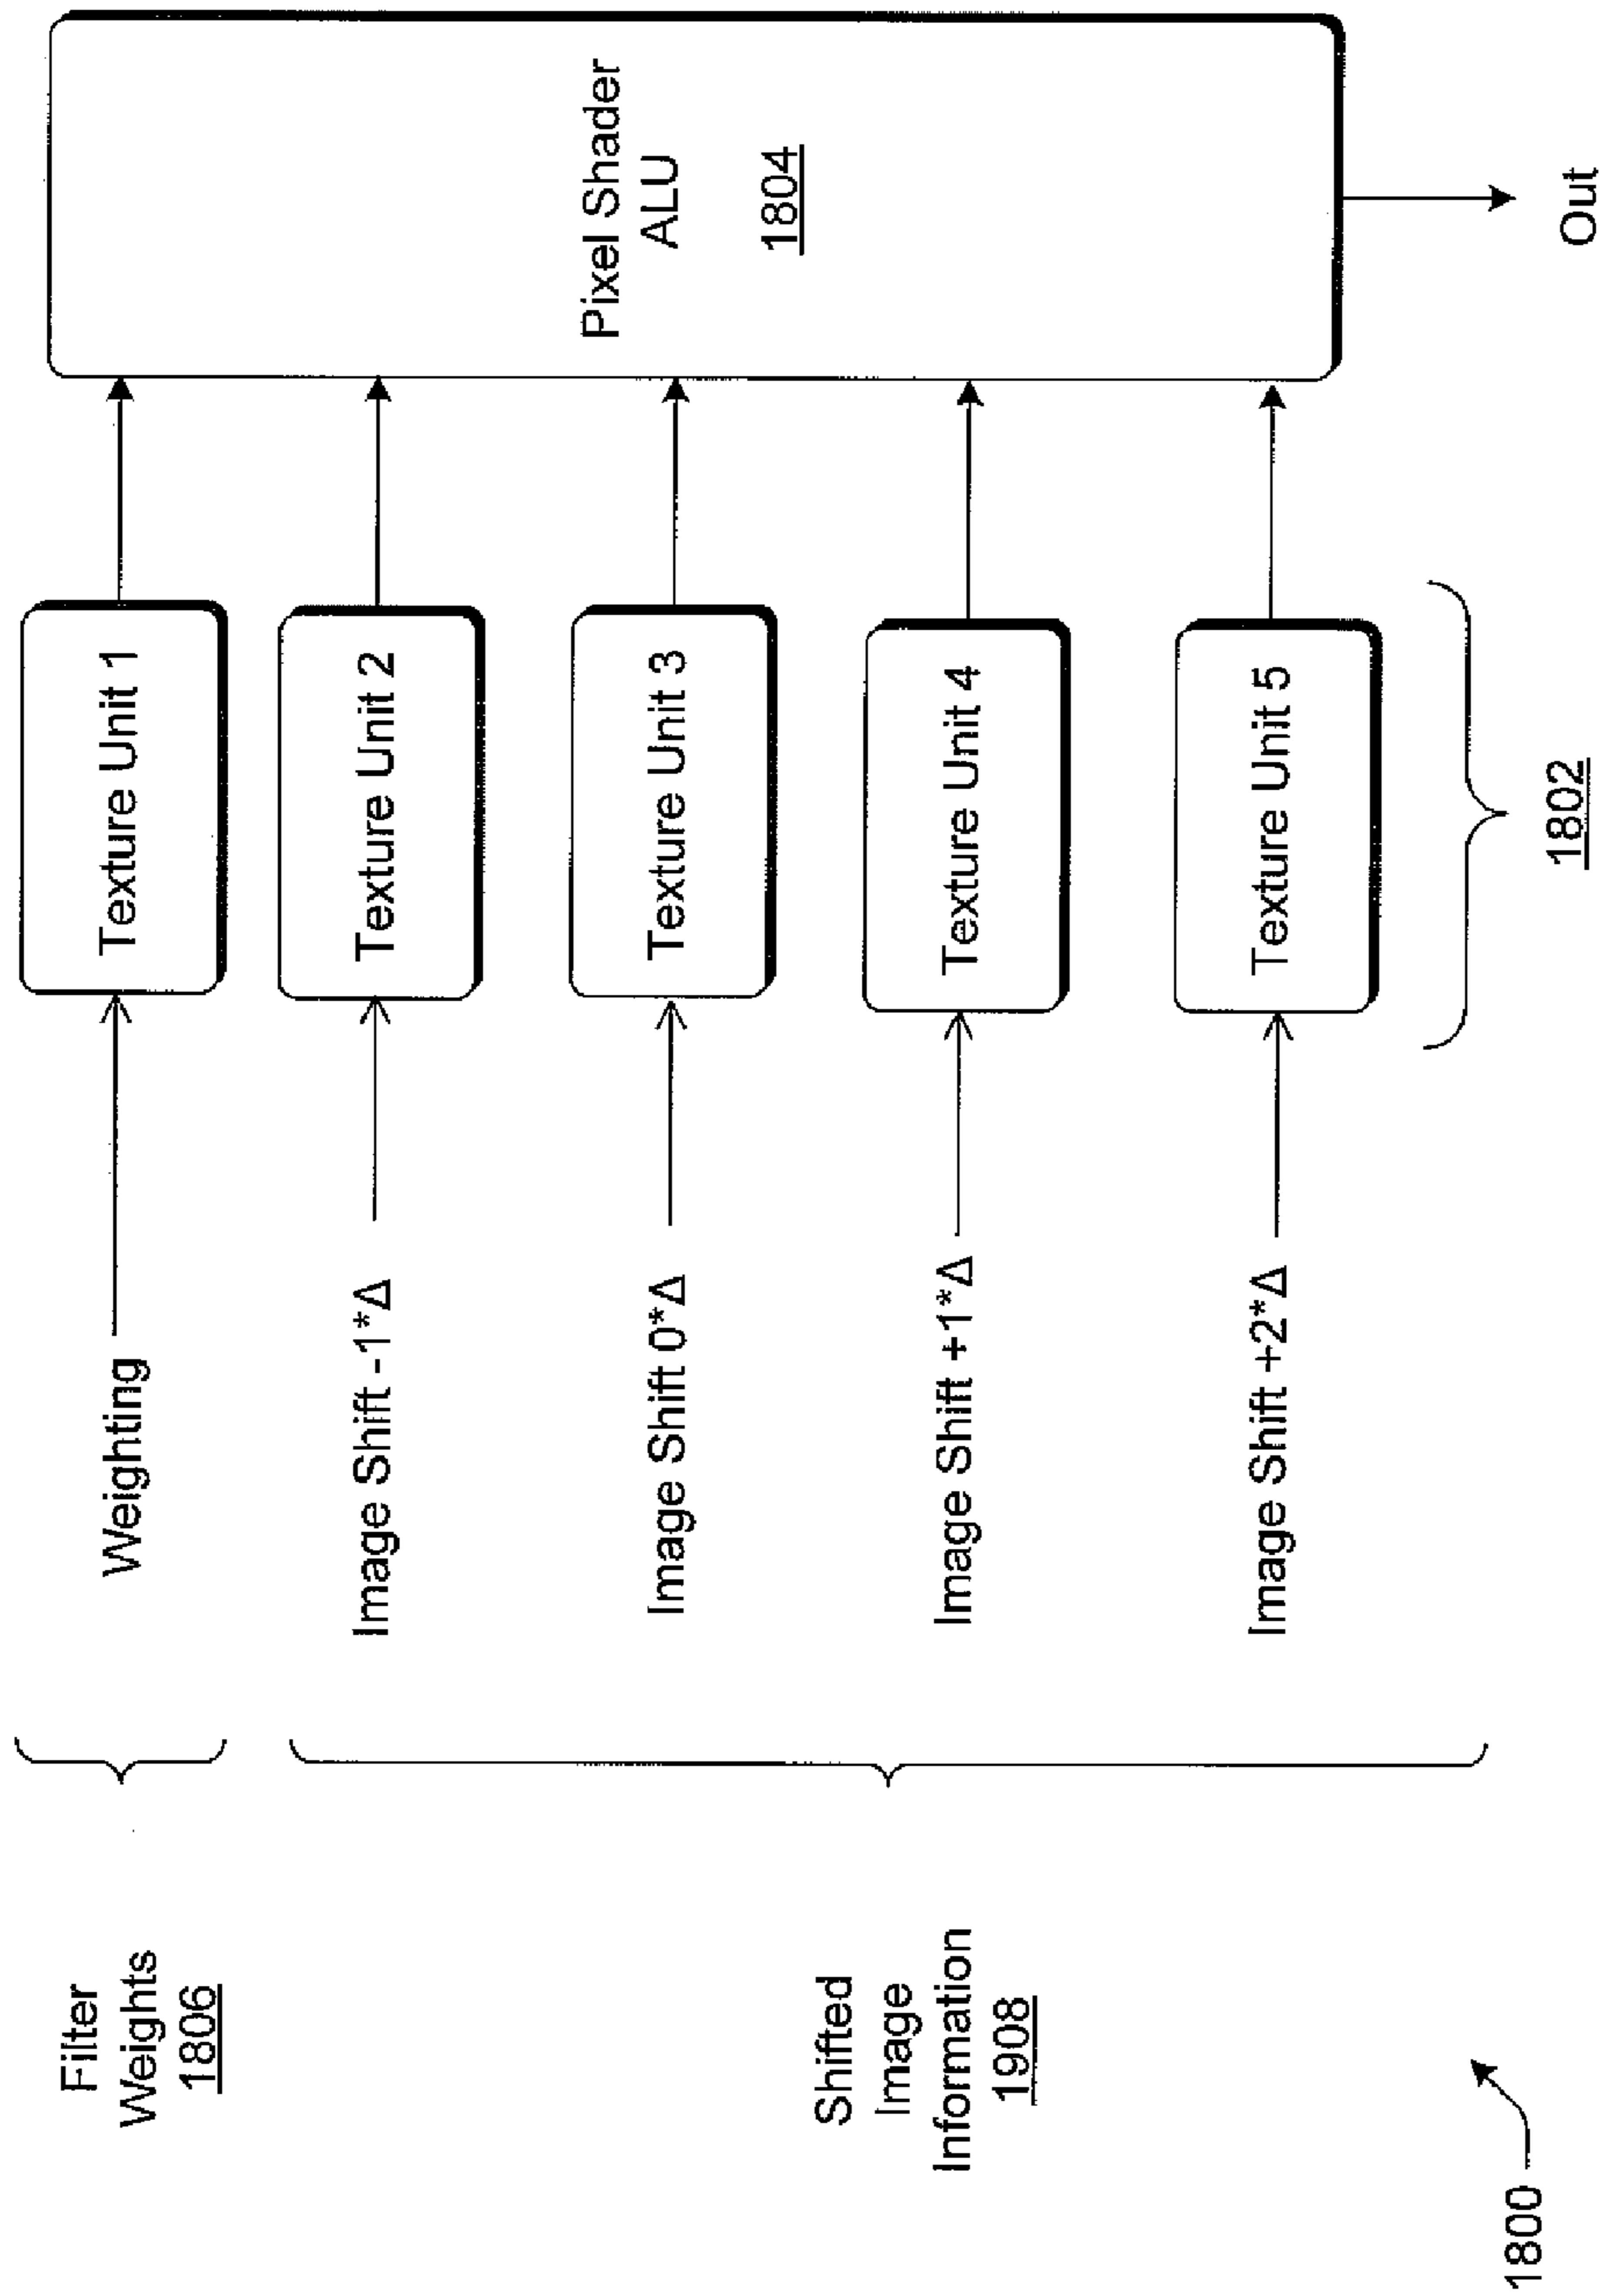 Filter
Weights
1806
Weighting
Texture Unit 1
Image Shift -1*Δ
Texture Unit 2
Image Shift 0*Δ
Texture Unit 3
Image Shift +1*Δ
Texture Unit 4
Image Shift +2*Δ
Texture Unit 5
Shifted
Image
Information
1908
Pixel Shader
ALU
1804
1802
Out
1800